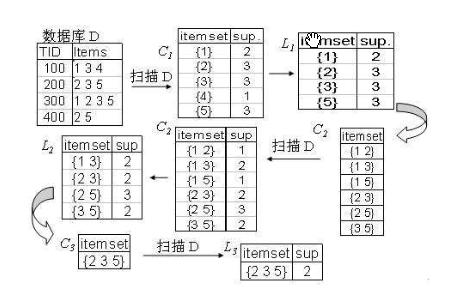 数据库 D
TID Items
100 1 3 4
200 2 3 5
300 1 2 3 5
400 2 5
扫描 D
C1
itemset sup.
{1} 2
{2} 3
{3} 3
{4} 1
{5} 3
L1
itemset sup.
{1} 2
{2} 3
{3} 3
{5} 3
C2
itemset
{1 2}
{1 3}
{1 5}
{2 3}
{2 5}
{3 5}
扫描 D
C2
itemset sup
{1 2} 1
{1 3} 2
{1 5} 1
{2 3} 2
{2 5} 3
{3 5} 2
L2
itemset sup
{1 3} 2
{2 3} 2
{2 5} 3
{3 5} 2
C3
itemset
{2 3 5}
扫描 D
L3
itemset sup
{2 3 5} 2